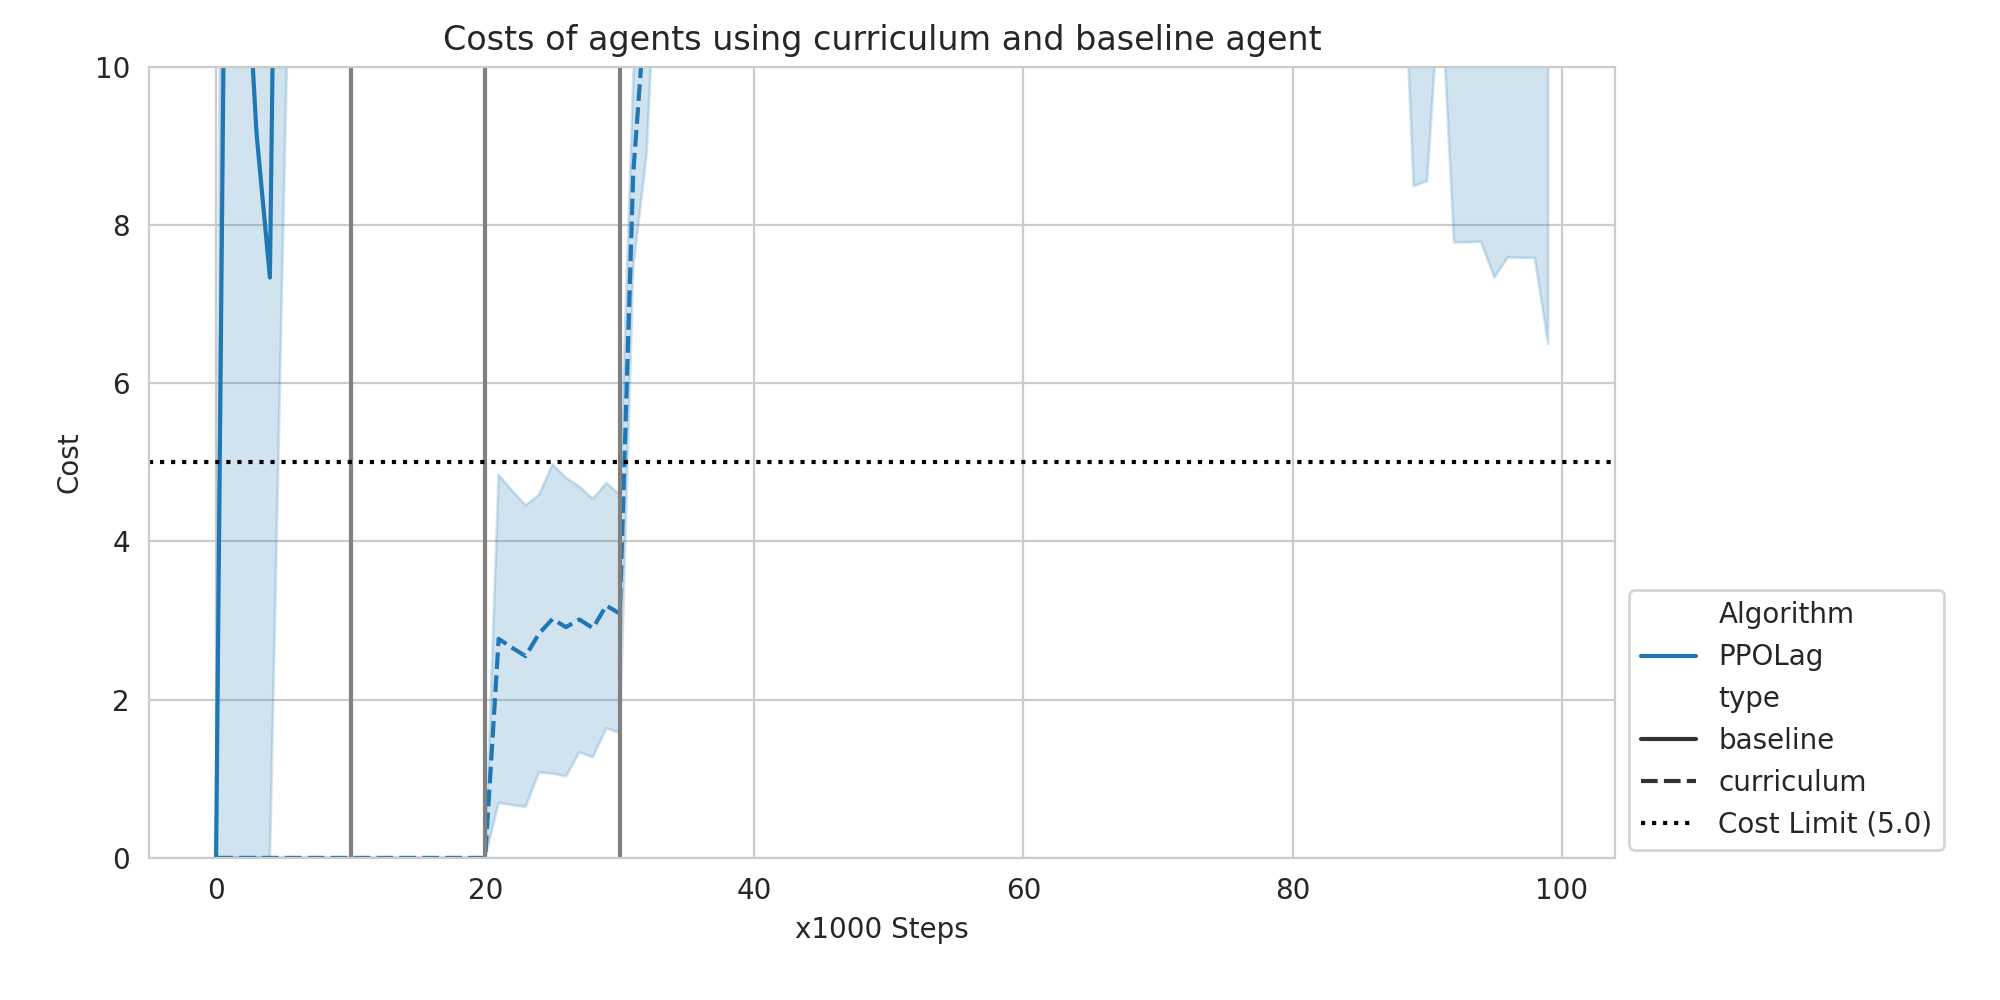 Costs of agents using curriculum and baseline agent
10
8
6
4
2
0
Cost
0 20 40 60 80 100
x1000 Steps
Algorithm
PPOLag
type
baseline
curriculum
Cost Limit (5.0)